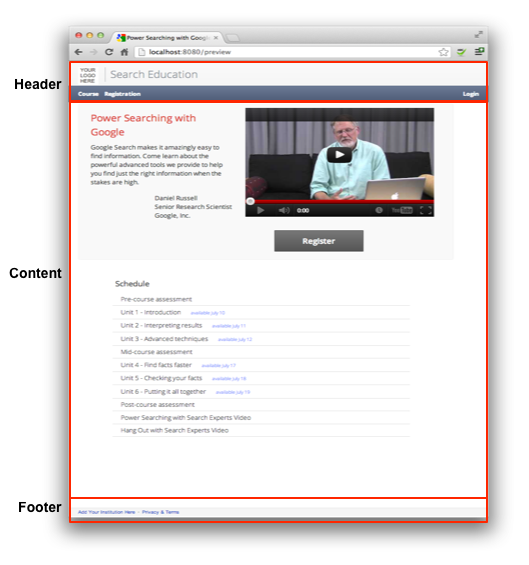 Power Searching with Googl
localhost:8080/preview
Header
YOUR
LOGO
HERE
Search Education
Course Registration
Login
Power Searching with
Google
Google Search makes it amazingly easy to
find information. Come learn about the
powerful advanced tools we provide to help
you find just the right information when the
stakes are high.
Daniel Russell
Senior Research Scientist
Google, Inc.
0:00
YouTube
Register
Content
Schedule
Pre-course assessment
Unit 1 - Introduction available july 10
Unit 2 - Interpreting results available july 11
Unit 3 - Advanced techniques available july 12
Mid-course assessment
Unit 4 - Find facts faster available july 17
Unit 5 - Checking your facts available july 18
Unit 6 - Putting it all together available july 19
Post-course assessment
Power Searching with Search Experts Video
Hang Out with Search Experts Video
Footer
Add Your Institution Here - Privacy & Terms